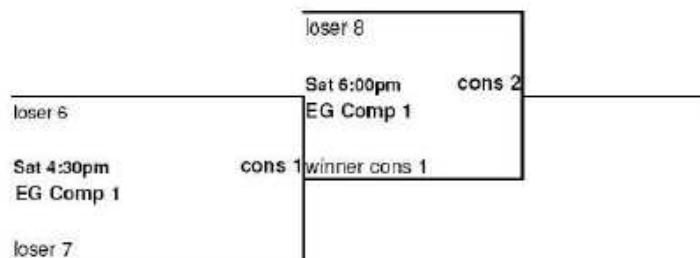 loser 8
Sat 6:00pm cons 2
EG Comp 1
loser 6
Sat 4:30pm cons 1 winner cons 1
EG Comp 1
loser 7